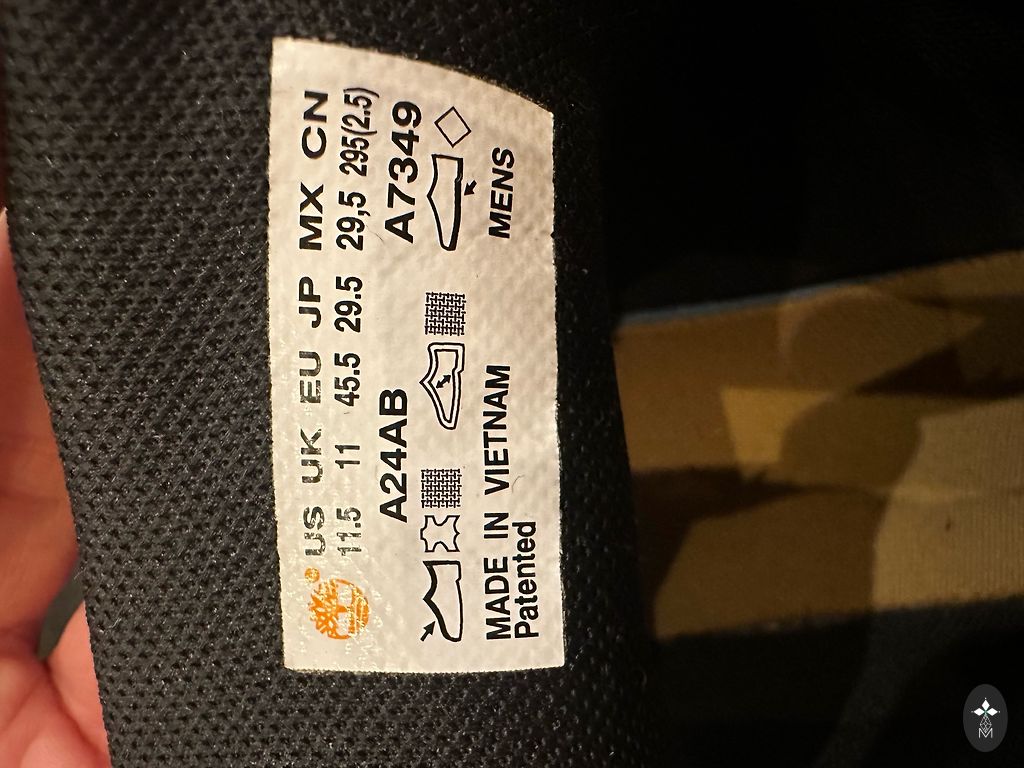 US UK EU JP MX CN
11.5 11 45.5 29.5 29,5 295(2.5)
A24AB A7349
MADE IN VIETNAM MENS
Patented
M